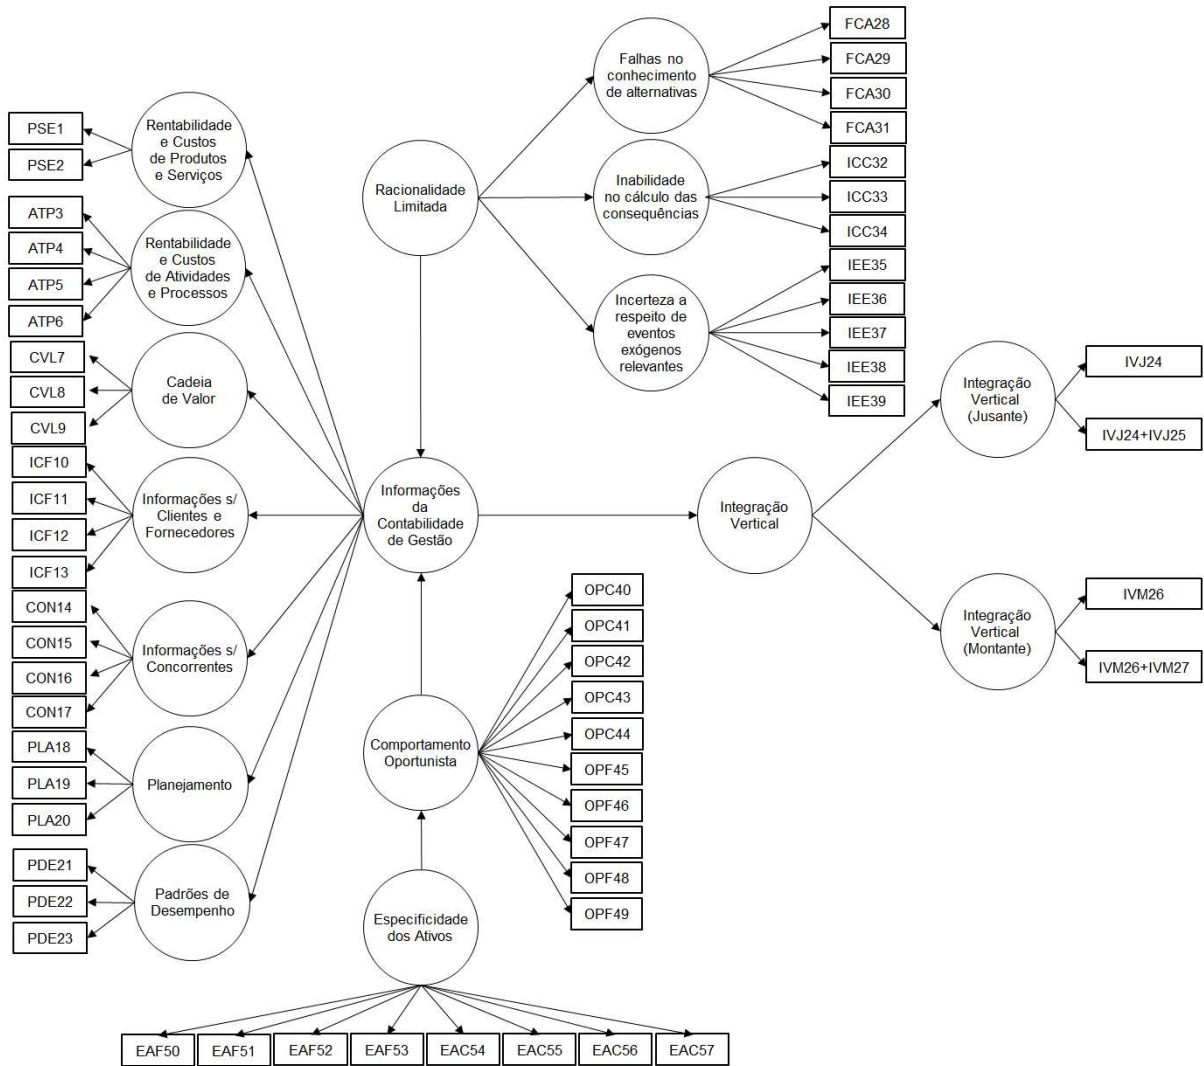 FCA28
FCA29
FCA30
FCA31
Falhas no
conhecimento
de alternativas
PSE1
PSE2
Rentabilidade
e Custos
de Produtos
e Serviços
Racionalidade
Limitada
Inabilidade
no cálculo das
consequências
ICC32
ICC33
ICC34
ATP3
ATP4
ATP5
ATP6
Rentabilidade
e Custos
de Atividades
e Processos
Incerteza a
respeito de
eventos
exógenos
relevantes
IEE35
IEE36
IEE37
IEE38
IEE39
CVL7
CVL8
CVL9
Cadeia
de Valor
Integração
Vertical
(Jusante)
IVJ24
IVJ24+IVJ25
ICF10
ICF11
ICF12
ICF13
Informações s/
Clientes e
Fornecedores
Informações
da
Contabilidade
de Gestão
Integração
Vertical
CON14
CON15
CON16
CON17
Informações s/
Concorrentes
OPC40
OPC41
OPC42
OPC43
OPC44
OPF45
OPF46
OPF47
OPF48
OPF49
Integração
Vertical
(Montante)
IVM26
IVM26+IVM27
Comportamento
Oportunista
PLA18
PLA19
PLA20
Planejamento
PDE21
PDE22
PDE23
Padrões de
Desempenho
Especificidade
dos Ativos
EAF50
EAF51
EAF52
EAF53
EAC54
EAC55
EAC56
EAC57